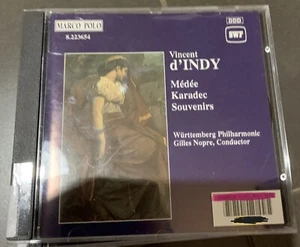 MARCO POLO
8.223654
DDD
SWF
Vincent
d'INDY
Médée
Karadec
Souvenirs
Württemberg Philharmonic
Gilles Nopre, Conductor